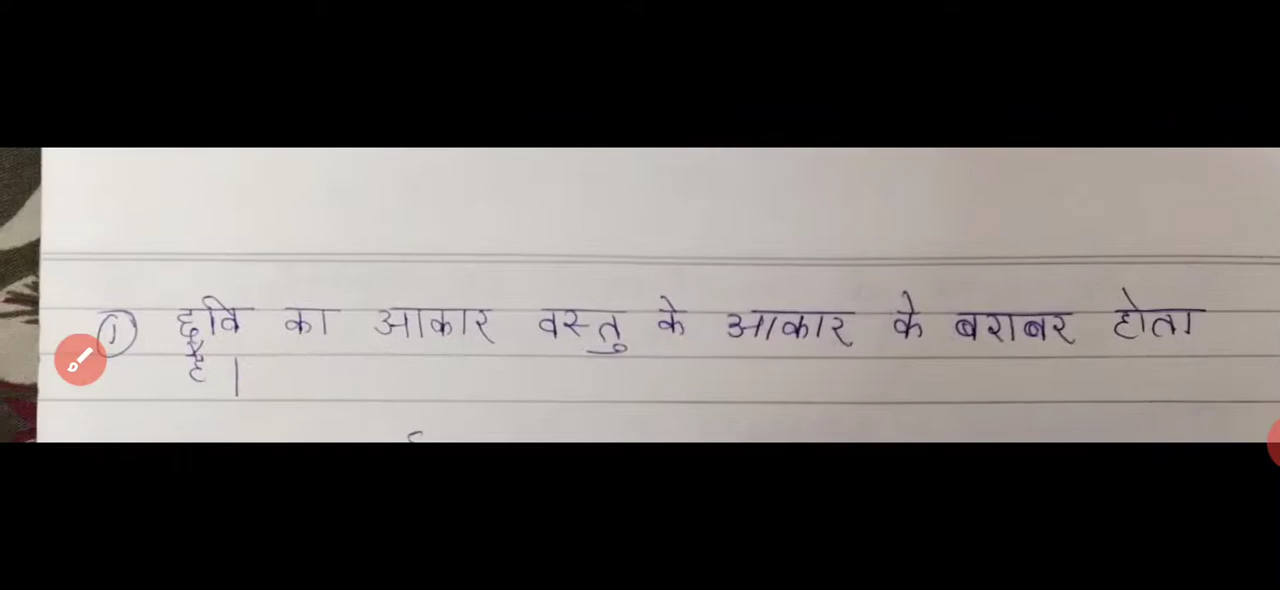 ① छवि का आकार वस्तु के आकार के बराबर होता
है।